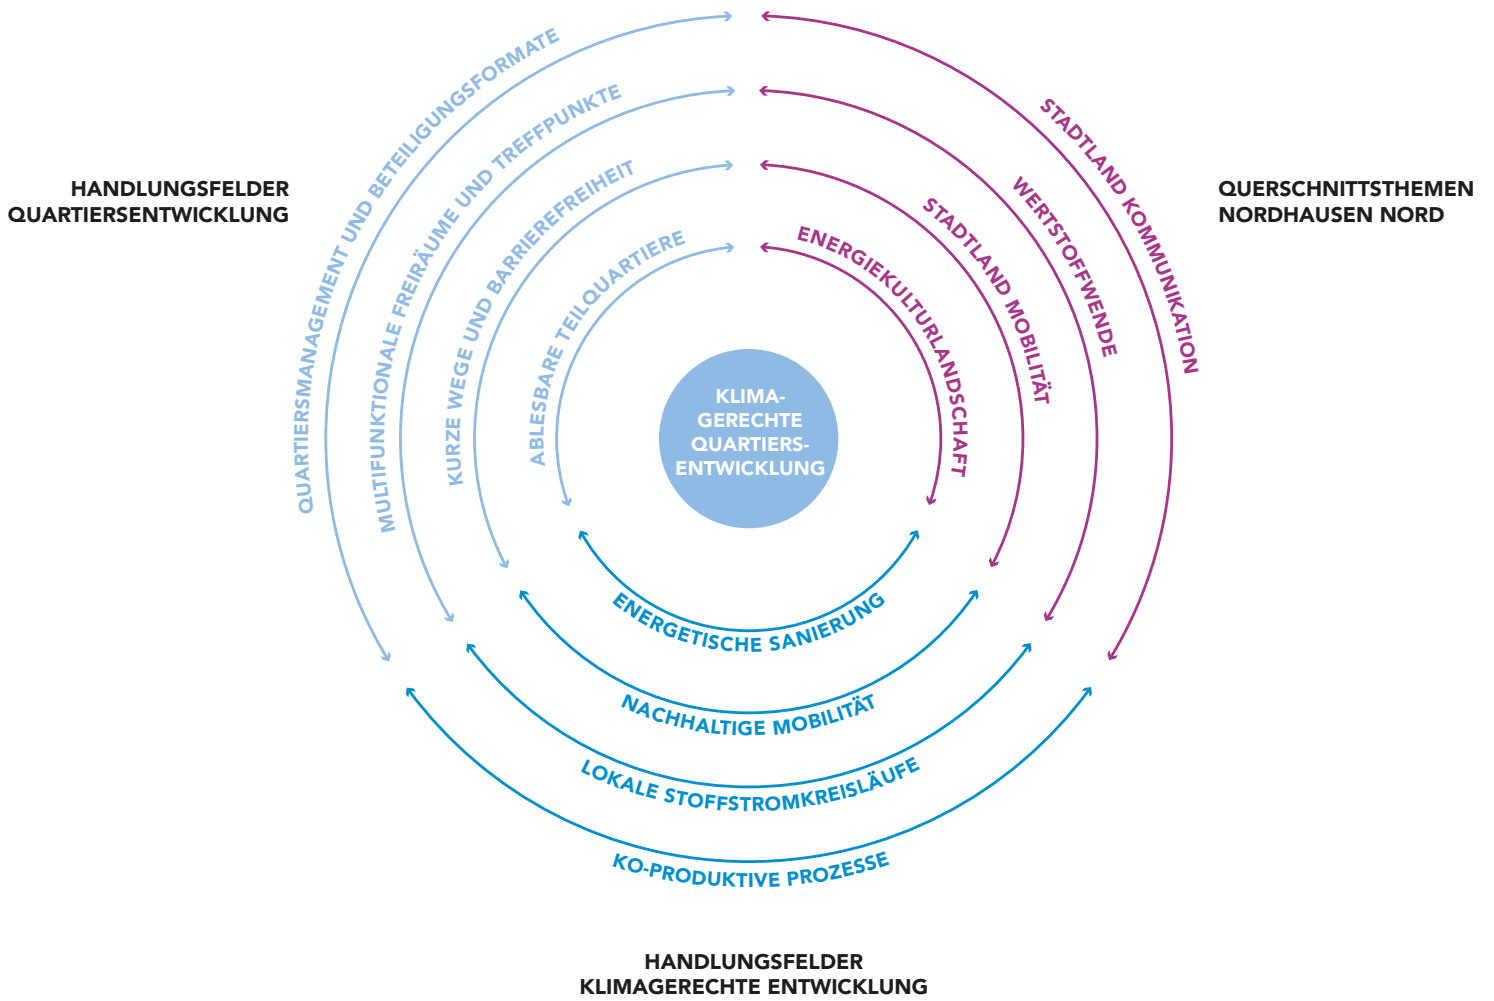 HANDLUNGSFELDER
QUARTIERSENTWICKLUNG
QUARTIERSMANAGEMENT UND BETEILIGUNGSFORMATE
MULTIFUNKTIONALE FREIRÄUME UND TREFFPUNKTE
KURZE WEGE UND BARRIEREFREIHEIT
ABLESBARE TEILQUARTIERE
KLIMA-
GERECHTE
QUARTIERS-
ENTWICKLUNG
ENERGIEKULTURLANDSCHAFT
STADTLAND MOBILITÄT
WERTSTOFFWENDE
STADTLAND KOMMUNIKATION
QUERSCHNITTSTHEMEN
NORDHAUSEN NORD
ENERGETISCHE SANIERUNG
NACHHALTIGE MOBILITÄT
LOKALE STOFFSTROMKREISLÄUFE
KO-PRODUKTIVE PROZESSE
HANDLUNGSFELDER
KLIMAGERECHTE ENTWICKLUNG